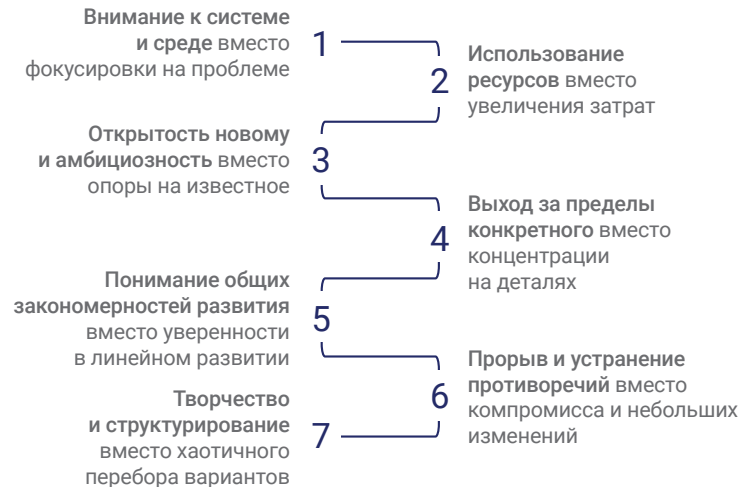 Внимание к системе
и среде вместо
фокусировки на проблеме
1
2
Использование
ресурсов вместо
увеличения затрат
Открытость новому
и амбициозность вместо
опоры на известное
3
4
Выход за пределы
конкретного вместо
концентрации
на деталях
Понимание общих
закономерностей развития
вместо уверенности
в линейном развитии
5
6
Прорыв и устранение
противоречий вместо
компромисса и небольших
изменений
Творчество
и структурирование
вместо хаотичного
перебора вариантов
7